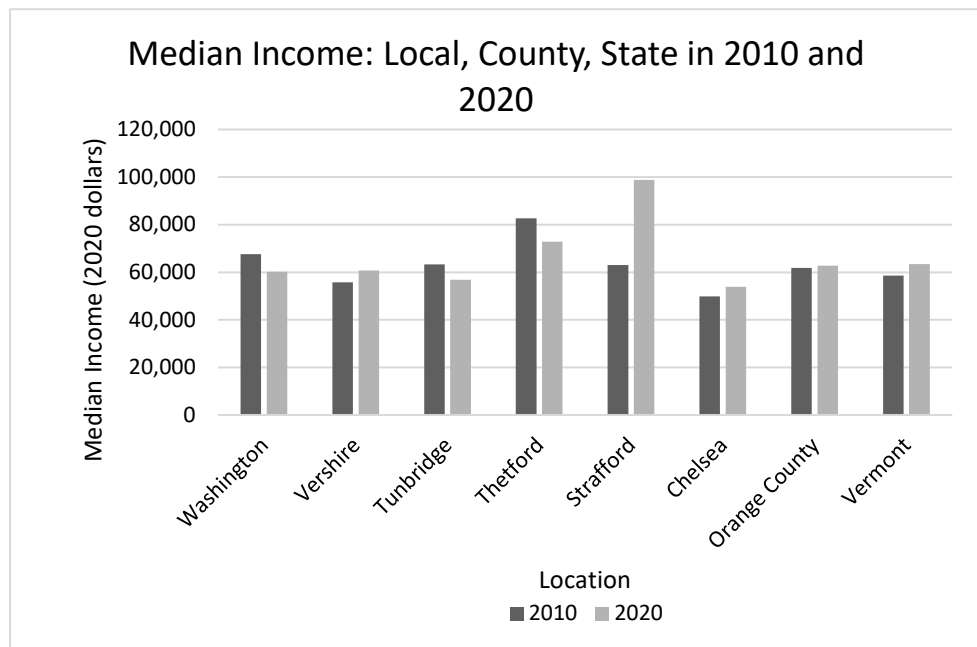 Median Income: Local, County, State in 2010 and
2020
Median Income (2020 dollars)
120,000
100,000
80,000
60,000
40,000
20,000
0
Washington
Vershire
Tunbridge
Thetford
Strafford
Chelsea
Orange County
Vermont
Location
2010 2020